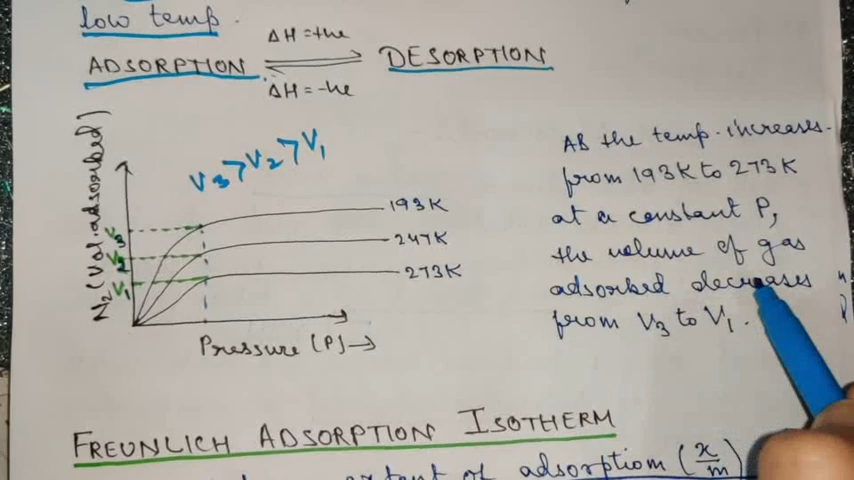 low temp.
ΔH = +he
ADSORPTION ⇌ DESORPTION
ΔH = -he
N2 (Vol. adsorbed)
V3 > V2 > V1
193K
V3
247K
V2
273K
V1
Pressure (P) →
As the temp. increases.
from 193K to 273K
at a constant P,
the volume of gas
adsorbed decreases
from V3 to V1.
FREUNLICH ADSORPTION ISOTHERM
extent of adsorption (x/m)